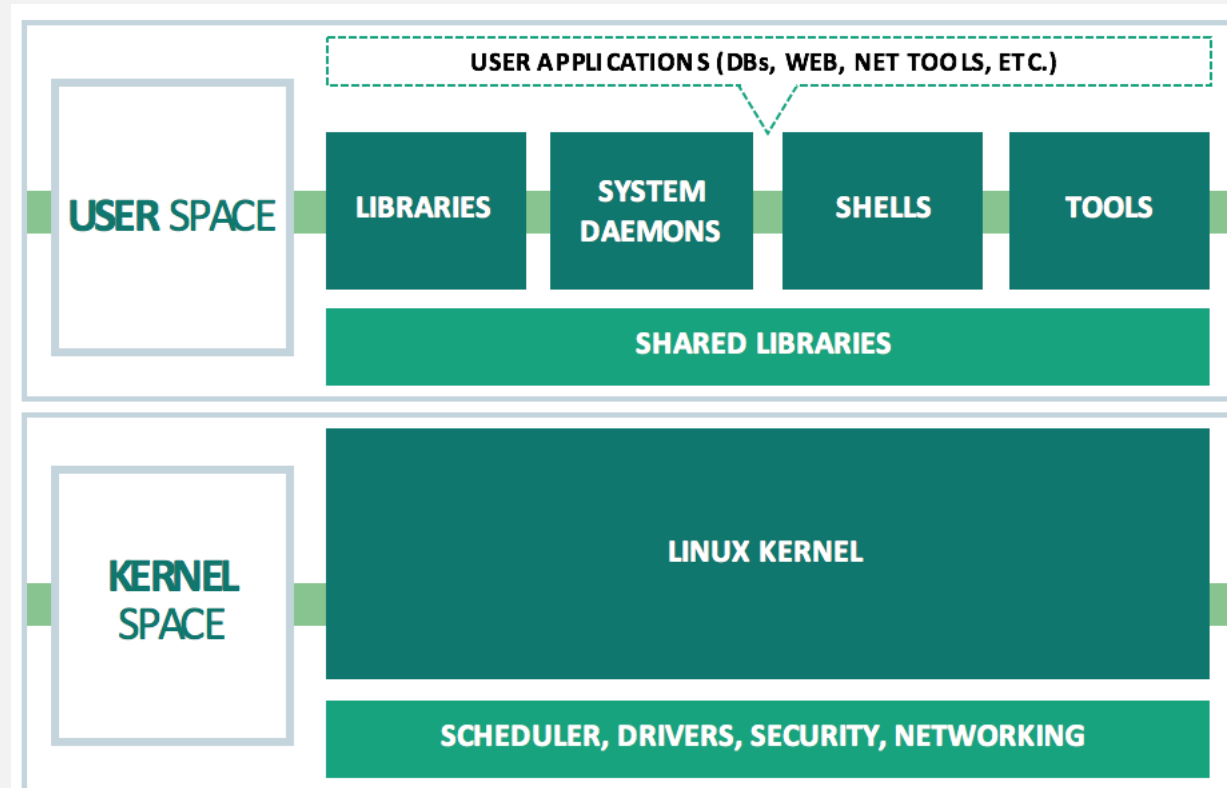 USER APPLICATIONS (DBs, WEB, NET TOOLS, ETC.)
USER SPACE
LIBRARIES
SYSTEM
DAEMONS
SHELLS
TOOLS
SHARED LIBRARIES
KERNEL
SPACE
LINUX KERNEL
SCHEDULER, DRIVERS, SECURITY, NETWORKING